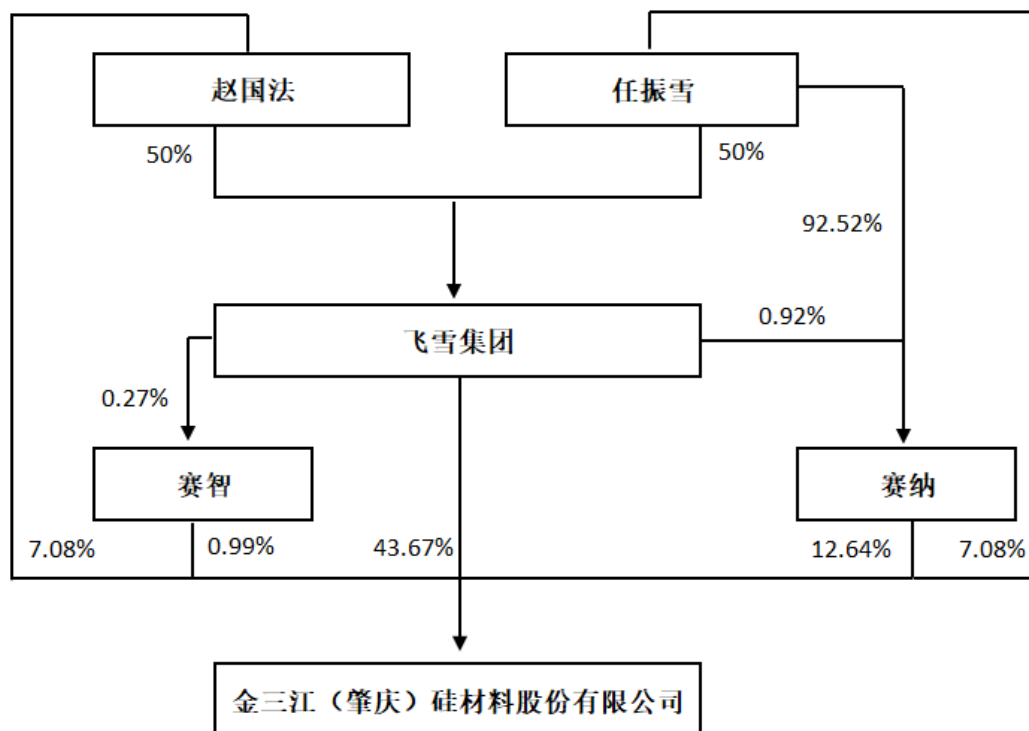 赵国法
任振雪
50%
50%
92.52%
飞雪集团
0.92%
0.27%
赛智
赛纳
7.08%
0.99%
43.67%
12.64%
7.08%
金三江（肇庆）硅材料股份有限公司